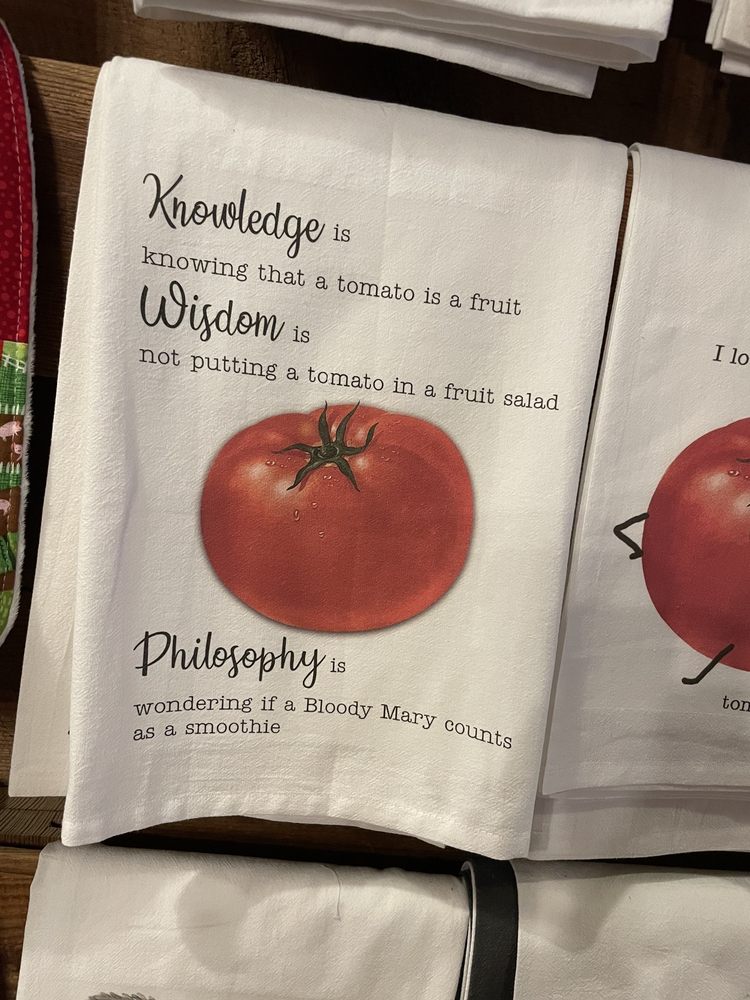 Knowledge is
knowing that a tomato is a fruit
Wisdom is
not putting a tomato in a fruit salad
Philosophy is
wondering if a Bloody Mary counts
as a smoothie
I